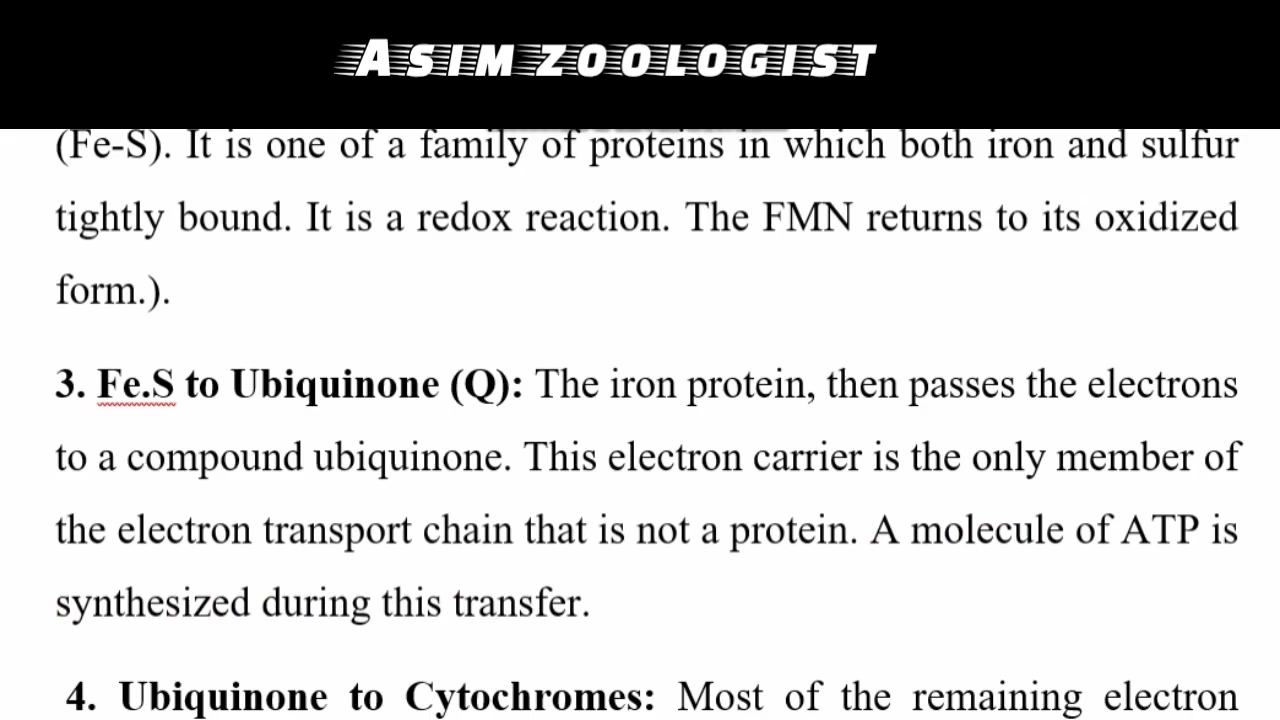 ASIM ZOOLOGIST
(Fe-S). It is one of a family of proteins in which both iron and sulfur
tightly bound. It is a redox reaction. The FMN returns to its oxidized
form.).
3. Fe.S to Ubiquinone (Q): The iron protein, then passes the electrons
to a compound ubiquinone. This electron carrier is the only member of
the electron transport chain that is not a protein. A molecule of ATP is
synthesized during this transfer.
4. Ubiquinone to Cytochromes: Most of the remaining electron